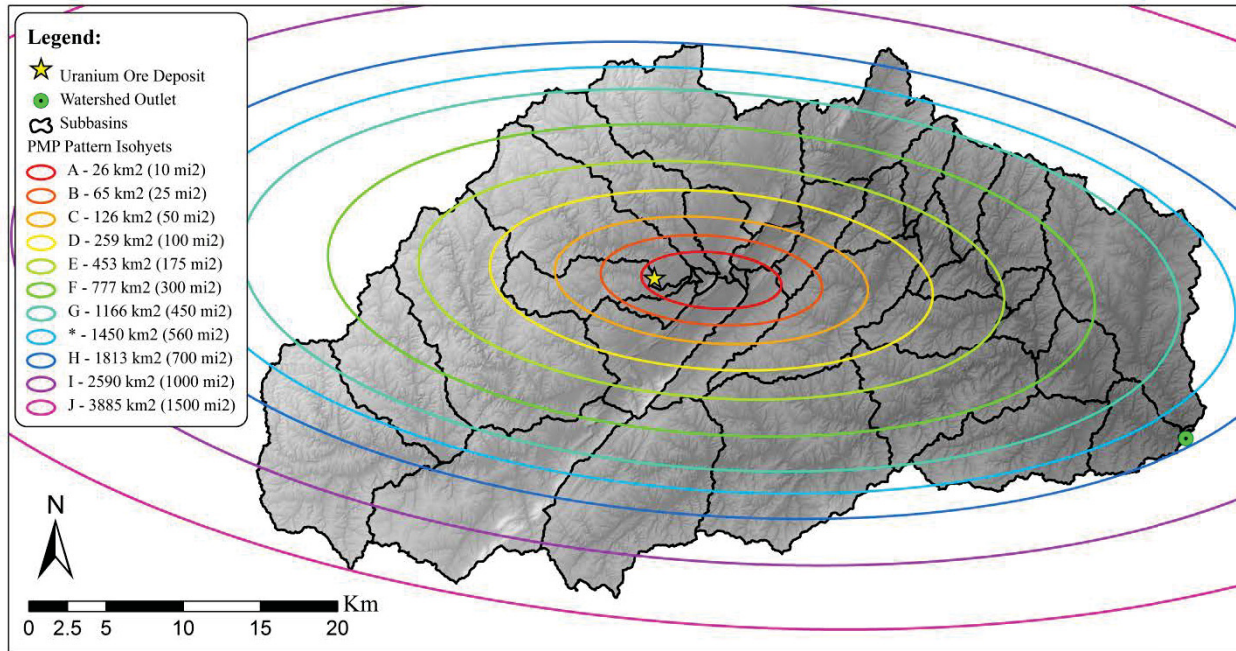 Legend:
Uranium Ore Deposit
Watershed Outlet
Subbasins
PMP Pattern Isohyets
A - 26 km2 (10 mi2)
B - 65 km2 (25 mi2)
C - 126 km2 (50 mi2)
D - 259 km2 (100 mi2)
E - 453 km2 (175 mi2)
F - 777 km2 (300 mi2)
G - 1166 km2 (450 mi2)
* - 1450 km2 (560 mi2)
H - 1813 km2 (700 mi2)
I - 2590 km2 (1000 mi2)
J - 3885 km2 (1500 mi2)
N
Km
0 2.5 5 10 15 20